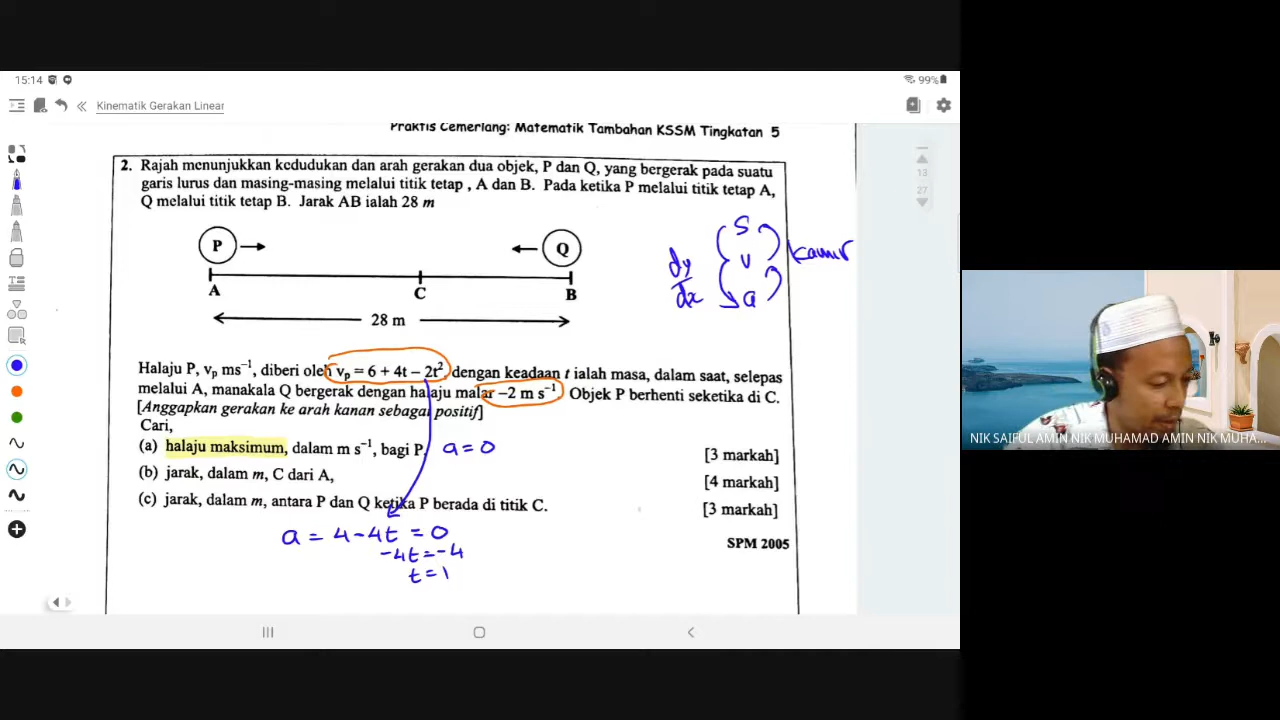 15:14
99%
Kinematik Gerakan Linear
Praktis Cemerlang: Matematik Tambahan KSSM Tingkatan 5
13
27
2. Rajah menunjukkan kedudukan dan arah gerakan dua objek, P dan Q, yang bergerak pada suatu
garis lurus dan masing-masing melalui titik tetap , A dan B. Pada ketika P melalui titik tetap A,
Q melalui titik tetap B. Jarak AB ialah 28 m
P
Q
A
C
B
28 m
s
v
a
dy
dx
kamir
Halaju P, vₚ ms⁻¹, diberi oleh vₚ = 6 + 4t – 2t², dengan keadaan t ialah masa, dalam saat, selepas
melalui A, manakala Q bergerak dengan halaju malar –2 m s⁻¹. Objek P berhenti seketika di C.
[Anggapkan gerakan ke arah kanan sebagai positif]
Cari,
(a) halaju maksimum, dalam m s⁻¹, bagi P, a = 0 [3 markah]
(b) jarak, dalam m, C dari A, [4 markah]
(c) jarak, dalam m, antara P dan Q ketika P berada di titik C. [3 markah]
SPM 2005
a = 4 - 4t = 0
-4t = -4
t = 1
NIK SAIFUL AMIN NIK MUHAMAD AMIN NIK MUHA...